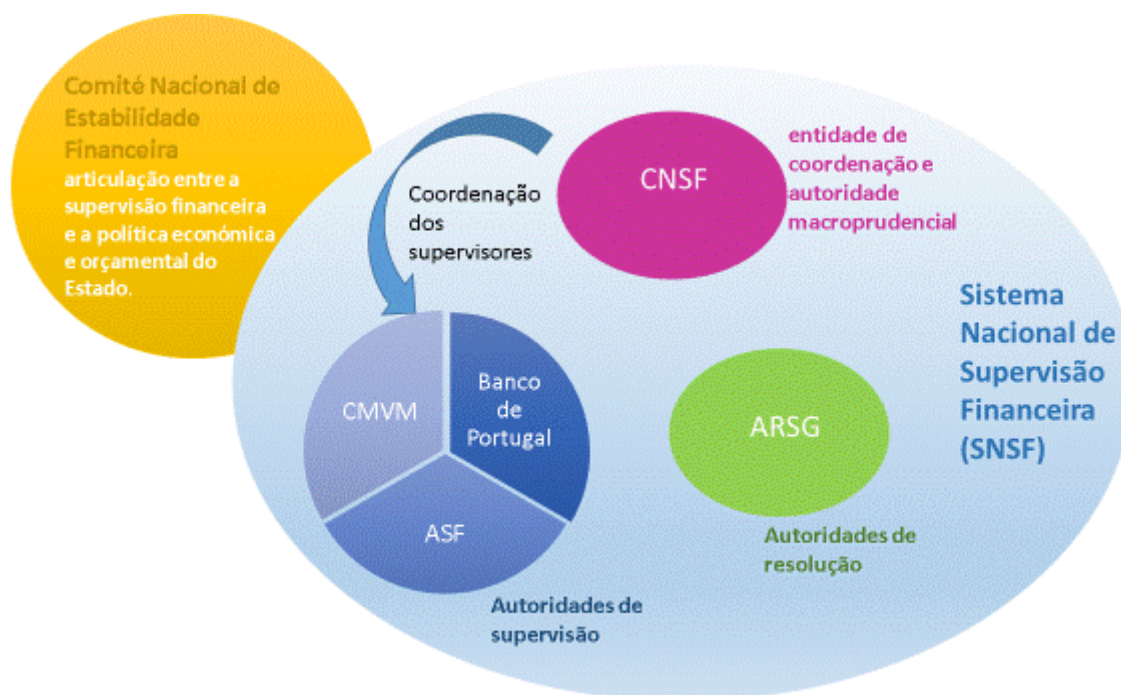 Comité Nacional de
Estabilidade
Financeira
articulação entre a
supervisão financeira
e a política económica
e orçamental do
Estado.
Coordenação
dos
supervisores
CNSF
entidade de
coordenação e
autoridade
macroprudencial
Sistema
Nacional de
Supervisão
Financeira
(SNSF)
CMVM
Banco
de
Portugal
ASF
ARSG
Autoridades de
resolução
Autoridades de
supervisão